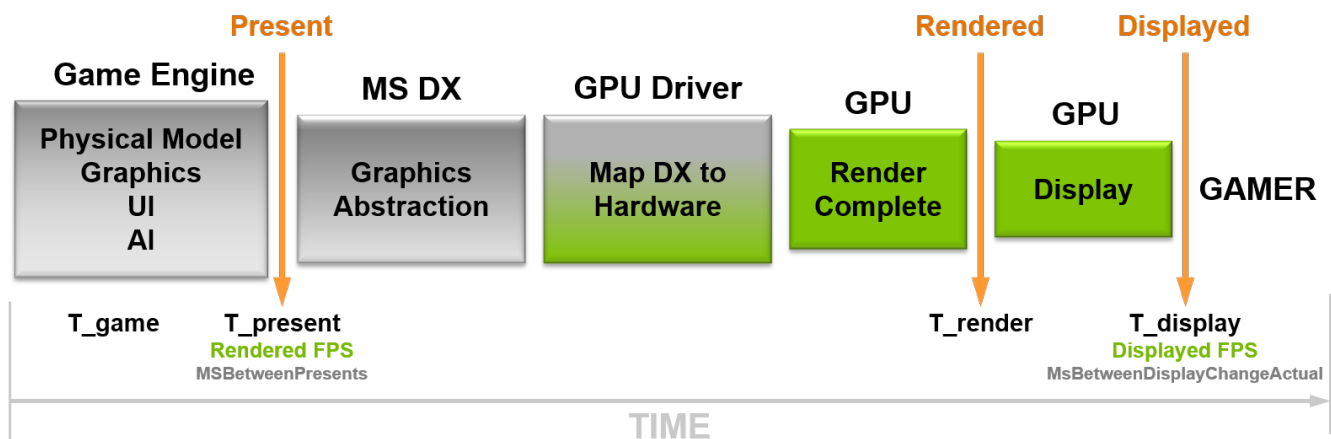 Present
Rendered
Displayed
Game Engine
MS DX
GPU Driver
GPU
GPU
Physical Model
Graphics
UI
AI
Graphics
Abstraction
Map DX to
Hardware
Render
Complete
Display
GAMER
T_game
T_present
Rendered FPS
MSBetweenPresents
T_render
T_display
Displayed FPS
MsBetweenDisplayChangeActual
TIME